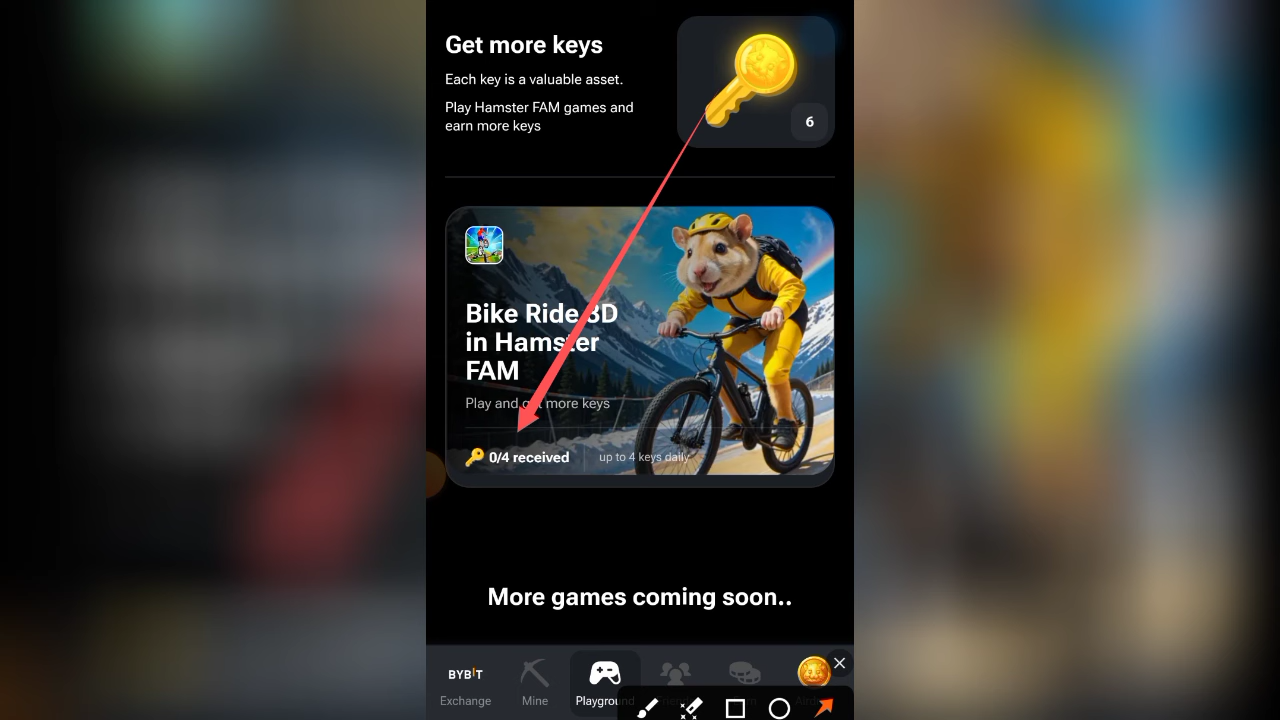 Get more keys
Each key is a valuable asset.
Play Hamster FAM games and
earn more keys
6
Bike Ride 3D
in Hamster
FAM
Play and get more keys
0/4 received
up to 4 keys daily
More games coming soon..
BYBIT
Exchange
Mine
Playground